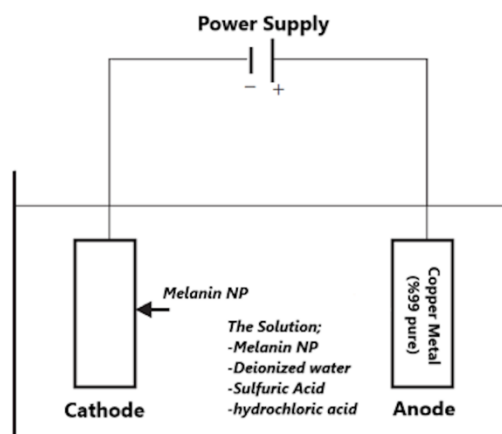 Power Supply
− +
Melanin NP
The Solution;
-Melanin NP
-Deionized water
-Sulfuric Acid
-hydrochloric acid
Copper Metal
(%99 pure)
Cathode
Anode